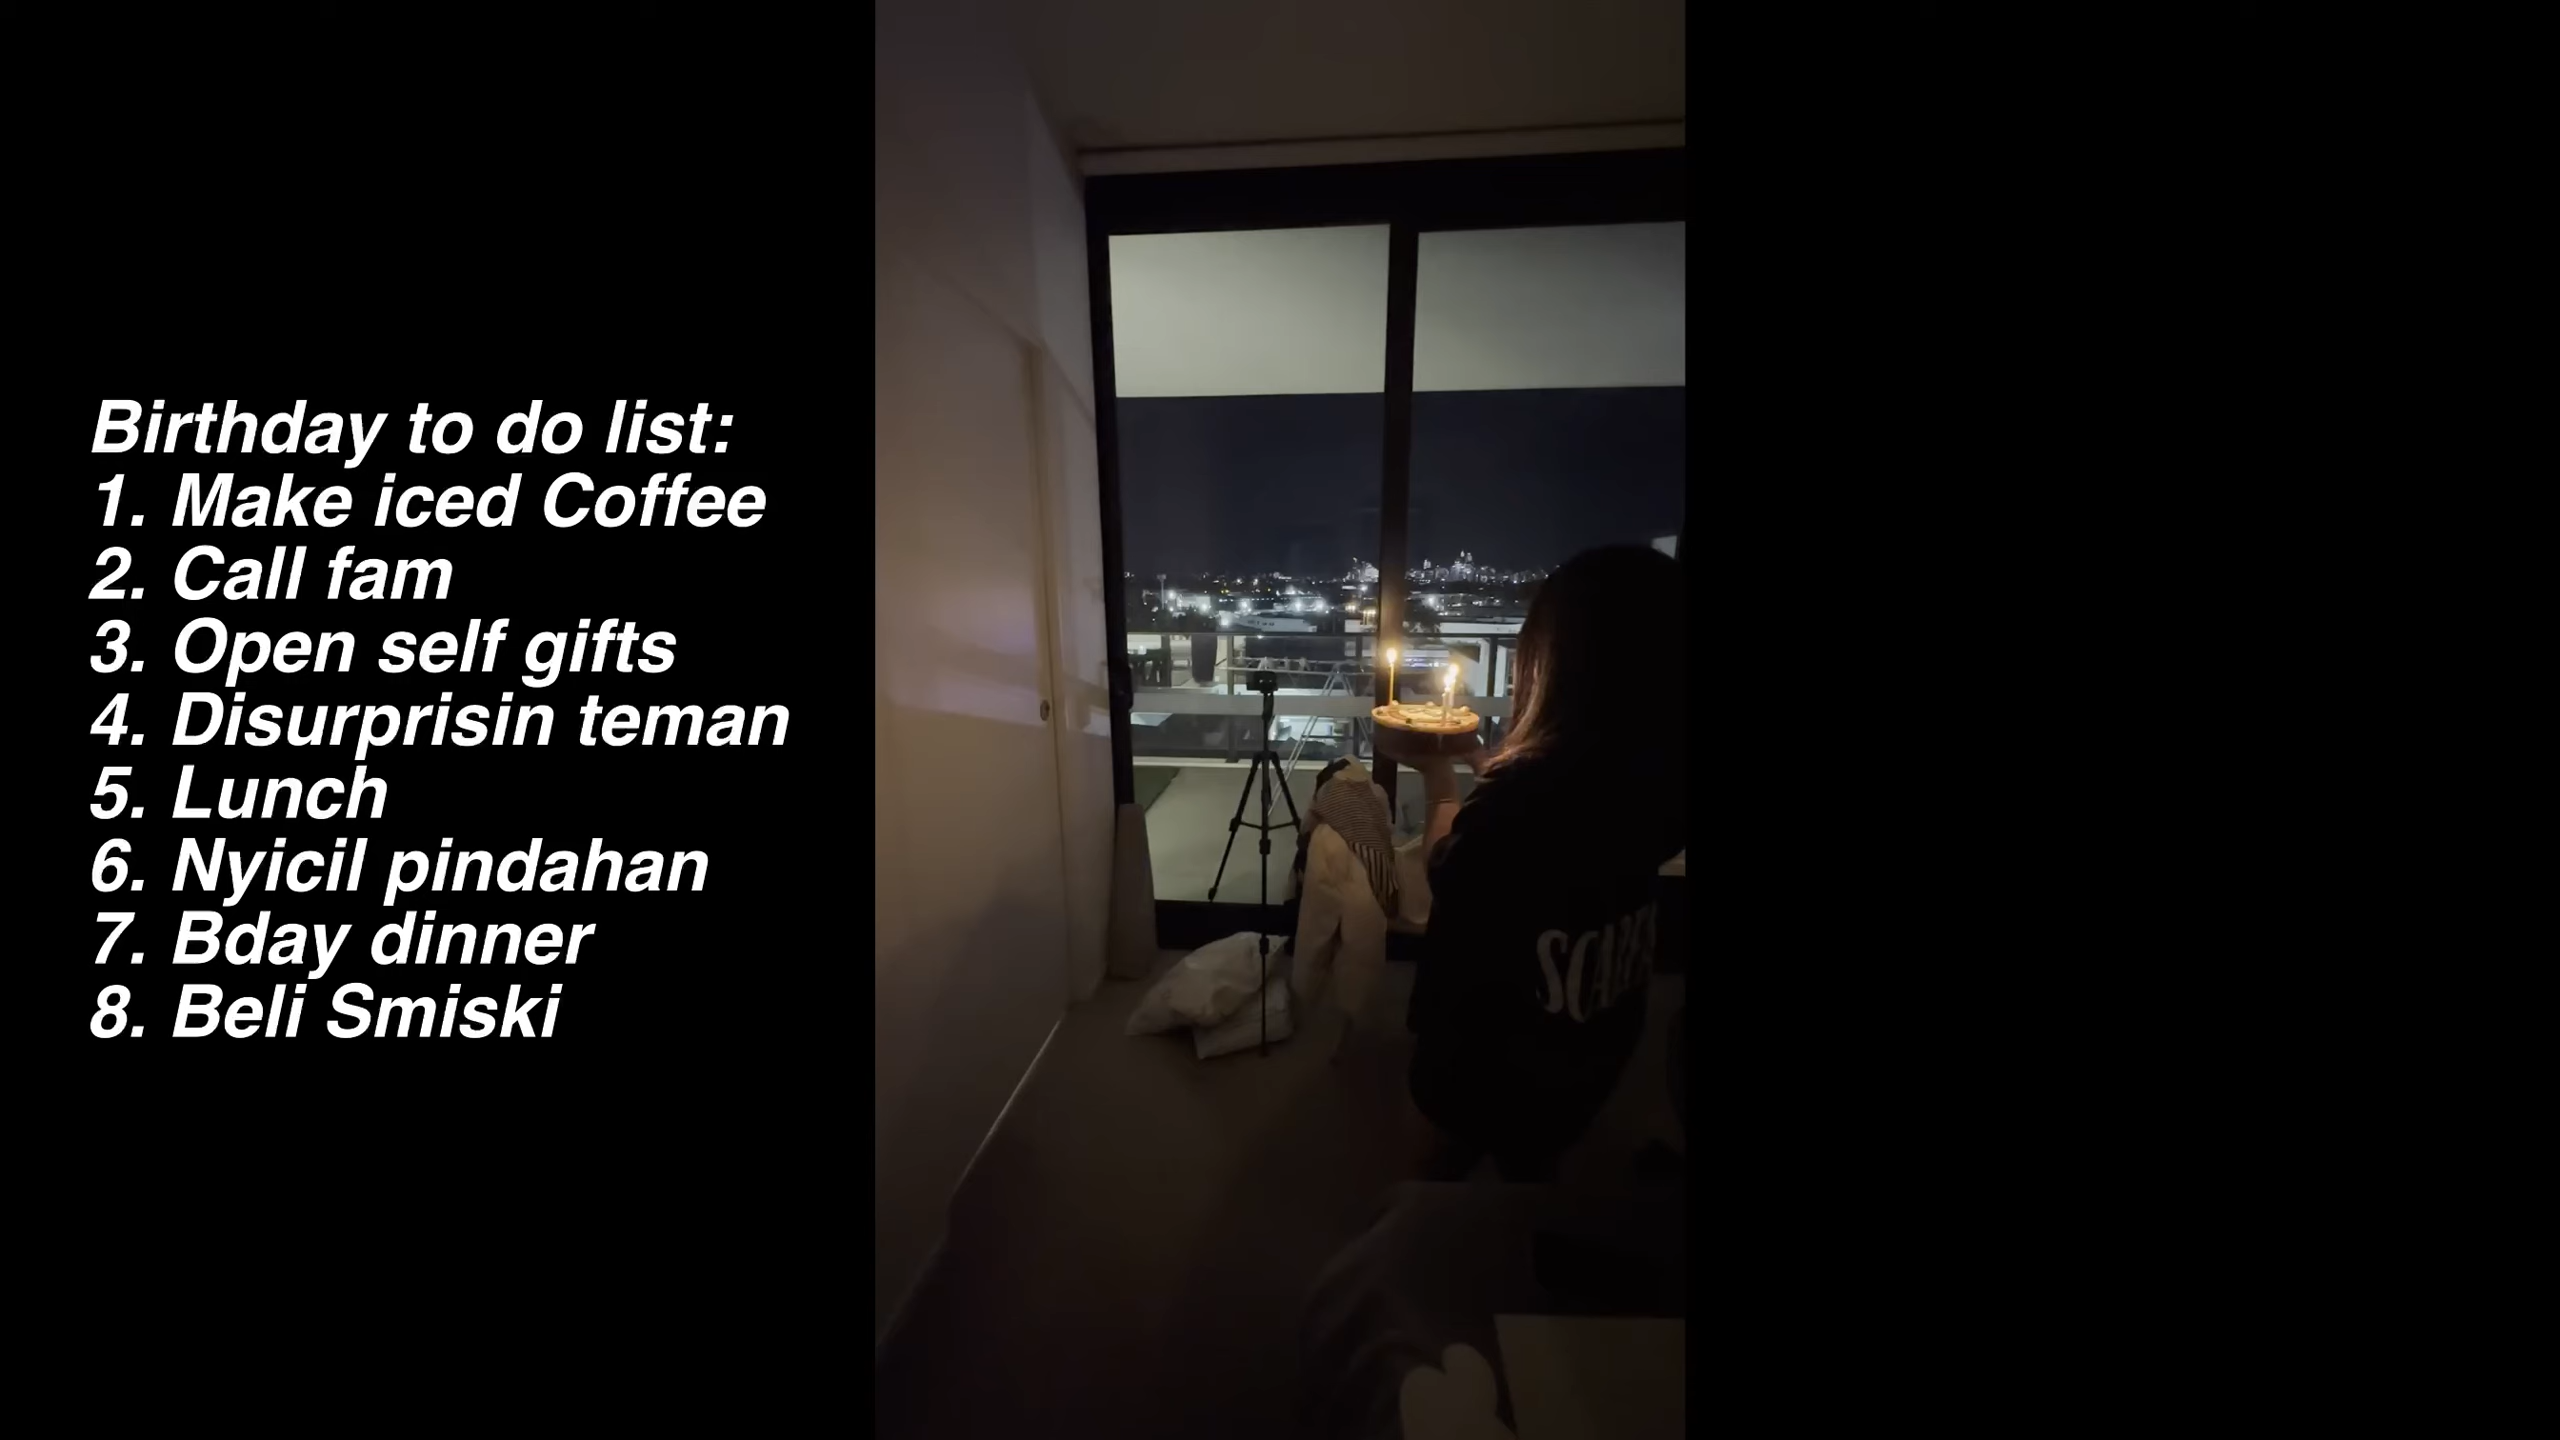 Birthday to do list:
1. Make iced Coffee
2. Call fam
3. Open self gifts
4. Disurprisin teman
5. Lunch
6. Nyicil pindahan
7. Bday dinner
8. Beli Smiski